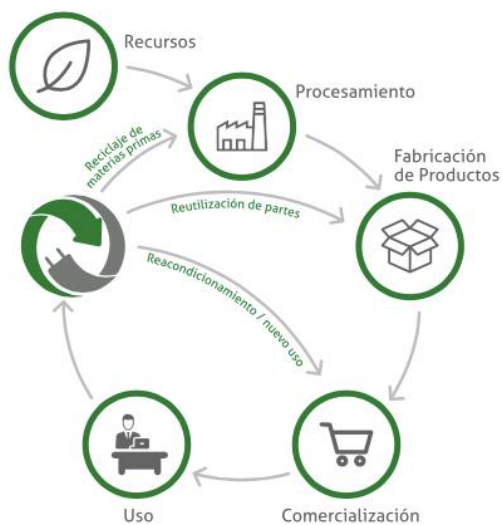 Recursos
Procesamiento
Fabricación
de Productos
Reciclaje de
materias primas
Reutilización de partes
Reacondicionamiento / nuevo uso
Uso
Comercialización